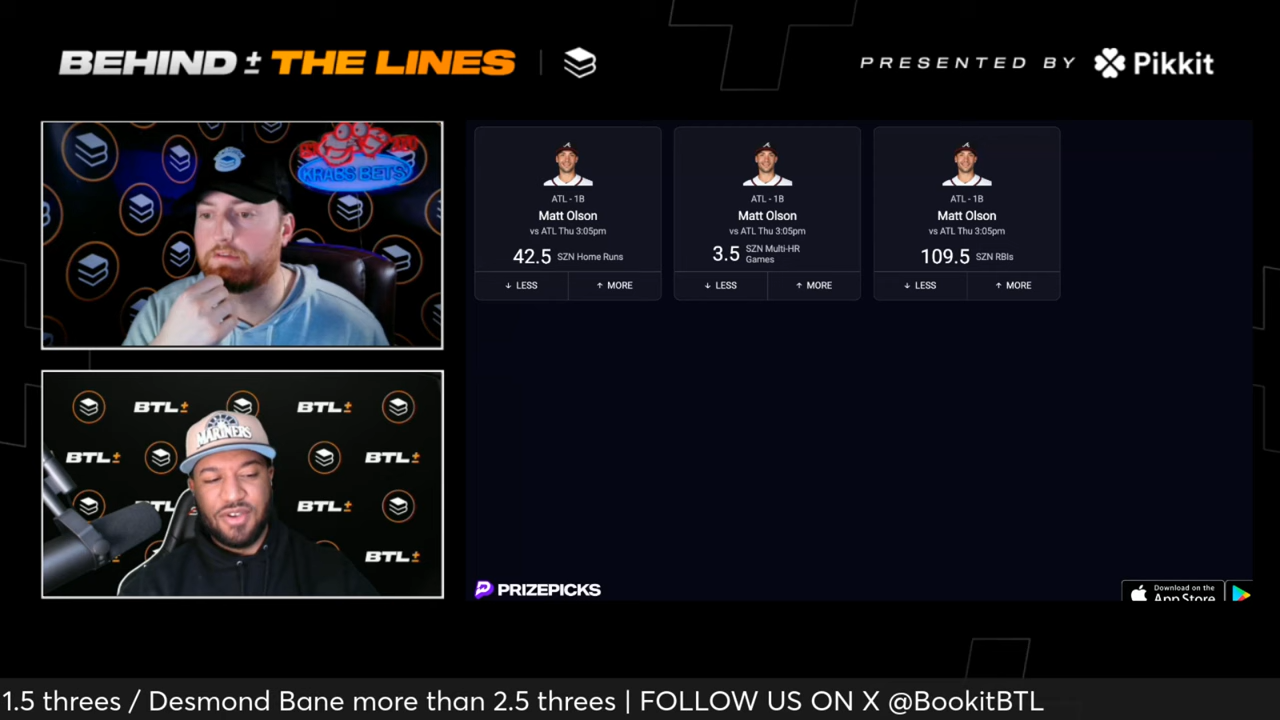 BEHIND ± THE LINES
PRESENTED BY Pikkit
KRABS BETS
ATL - 1B
Matt Olson
vs ATL Thu 3:05pm
42.5 SZN Home Runs
↓ LESS ↑ MORE
ATL - 1B
Matt Olson
vs ATL Thu 3:05pm
3.5 SZN Multi-HR
Games
↓ LESS ↑ MORE
ATL - 1B
Matt Olson
vs ATL Thu 3:05pm
109.5 SZN RBIs
↓ LESS ↑ MORE
BTL± BTL±
MARINERS
BTL± BTL±
BTL±
BTL±
PRIZEPICKS
Download on the
App Store
1.5 threes / Desmond Bane more than 2.5 threes | FOLLOW US ON X @BookitBTL